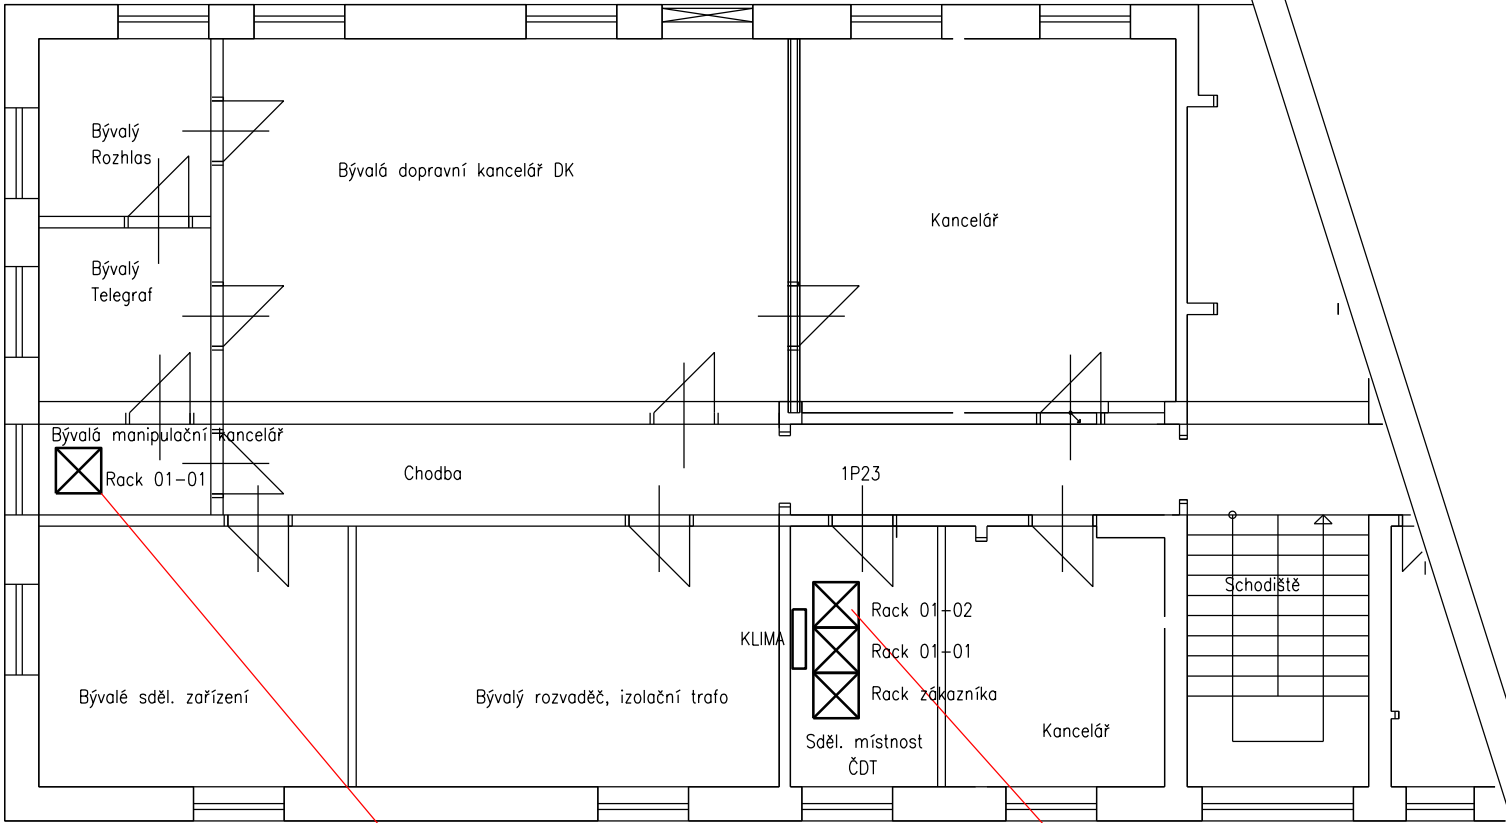 Bývalý
Rozhlas
Bývalá dopravní kancelář DK
Kancelář
Bývalý
Telegraf
Bývalá manipulační kancelář
Rack 01-01
Chodba
1P23
Schodiště
Rack 01-02
KLIMA
Rack 01-01
Rack zákazníka
Bývalé sděl. zařízení
Bývalý rozvaděč, izolační trafo
Kancelář
Sděl. místnost
ČDT